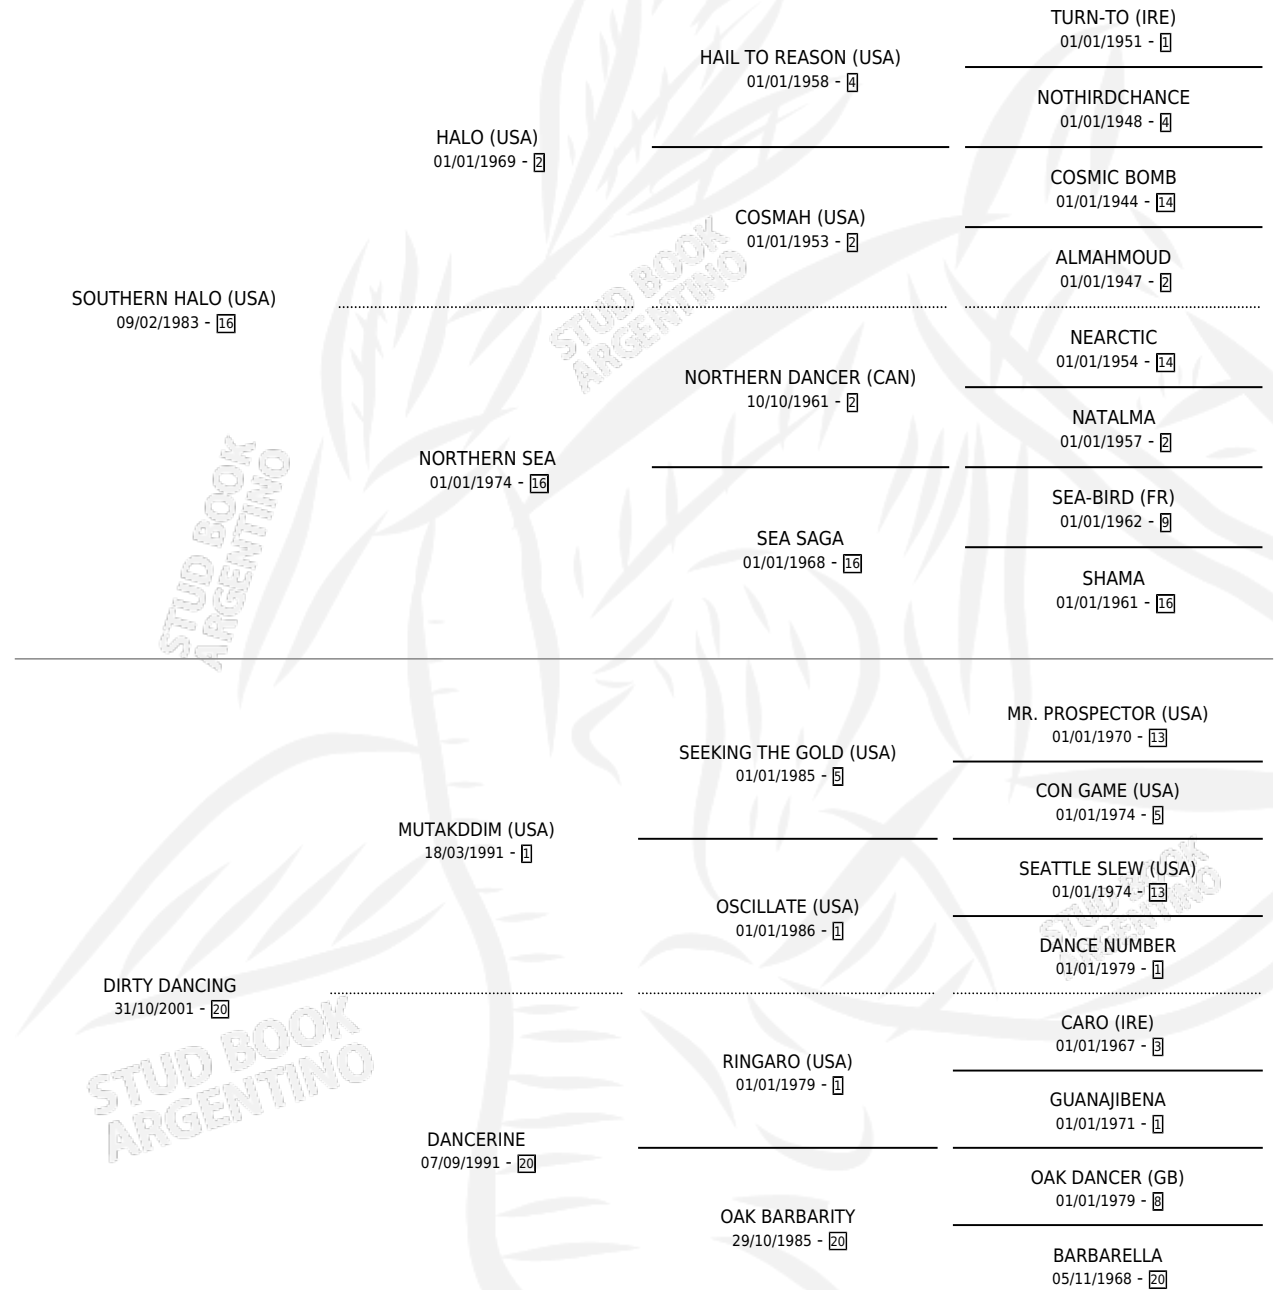 TURN-TO (IRE)
01/01/1951 - 1
HAIL TO REASON (USA)
01/01/1958 - 4
NOTHIRDCHANCE
01/01/1948 - 4
HALO (USA)
01/01/1969 - 2
COSMIC BOMB
01/01/1944 - 14
COSMAH (USA)
01/01/1953 - 2
ALMAHMOUD
01/01/1947 - 2
SOUTHERN HALO (USA)
09/02/1983 - 16
STUD BOOK
ARGENTINO
NEARCTIC
01/01/1954 - 14
NORTHERN DANCER (CAN)
10/10/1961 - 2
NATALMA
01/01/1957 - 2
NORTHERN SEA
01/01/1974 - 16
STUD BOOK
ARGENTINO
SEA-BIRD (FR)
01/01/1962 - 9
SEA SAGA
01/01/1968 - 16
SHAMA
01/01/1961 - 16
MR. PROSPECTOR (USA)
01/01/1970 - 13
SEEKING THE GOLD (USA)
01/01/1985 - 5
CON GAME (USA)
01/01/1974 - 5
MUTAKDDIM (USA)
18/03/1991 - 1
SEATTLE SLEW (USA)
01/01/1974 - 13
STUD BOOK
ARGENTINO
OSCILLATE (USA)
01/01/1986 - 1
DANCE NUMBER
01/01/1979 - 1
DIRTY DANCING
31/10/2001 - 20
STUD BOOK
ARGENTINO
CARO (IRE)
01/01/1967 - 3
RINGARO (USA)
01/01/1979 - 1
GUANAJIBENA
01/01/1971 - 1
DANCERINE
07/09/1991 - 20
OAK DANCER (GB)
01/01/1979 - 8
OAK BARBARITY
29/10/1985 - 20
BARBARELLA
05/11/1968 - 20